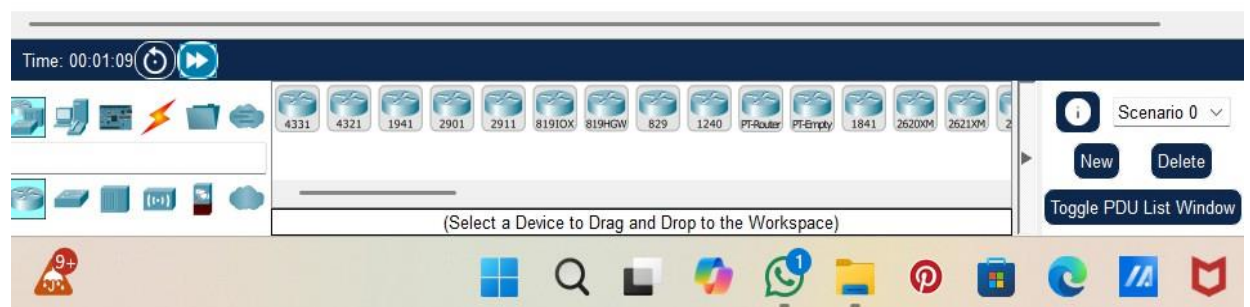 Time: 00:01:09
4331 4321 1941 2901 2911 819IOX 819HGW 829 1240 PT-Router PT-Empty 1841 2620XM 2621XM 2
Scenario 0
New Delete
Toggle PDU List Window
(Select a Device to Drag and Drop to the Workspace)
9+
1